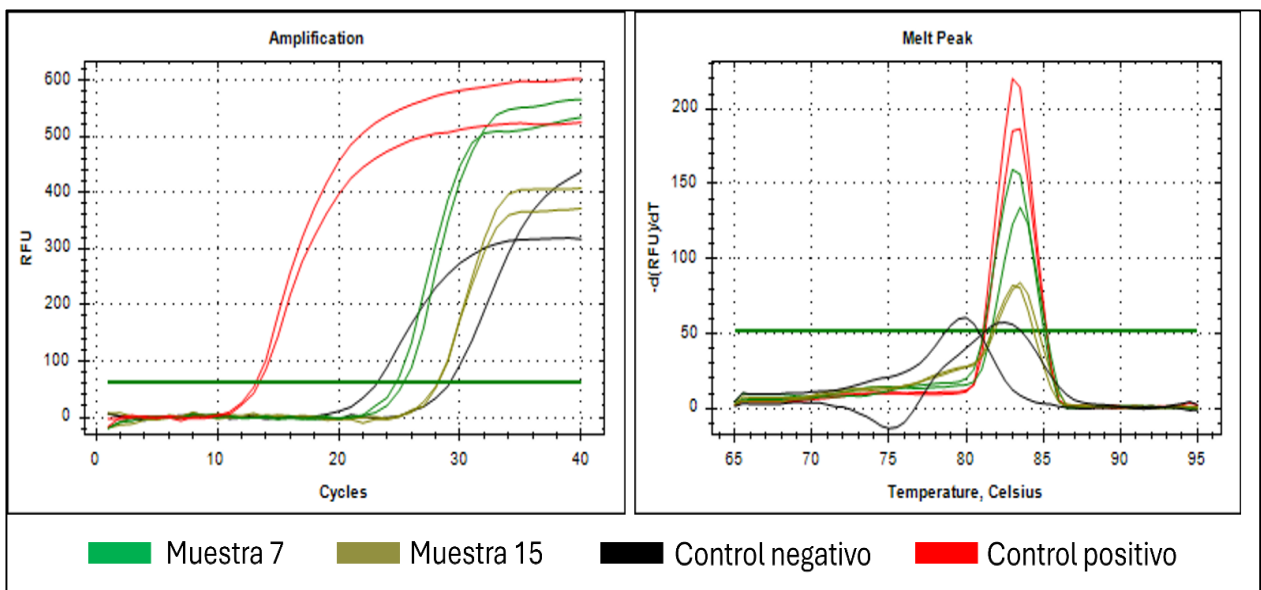 Amplification
600
500
400
300
200
100
0
RFU
0 10 20 30 40
Cycles
Melt Peak
200
150
100
50
0
-d(RFU)/dT
65 70 75 80 85 90 95
Temperature, Celsius
Muestra 7 Muestra 15 Control negativo Control positivo